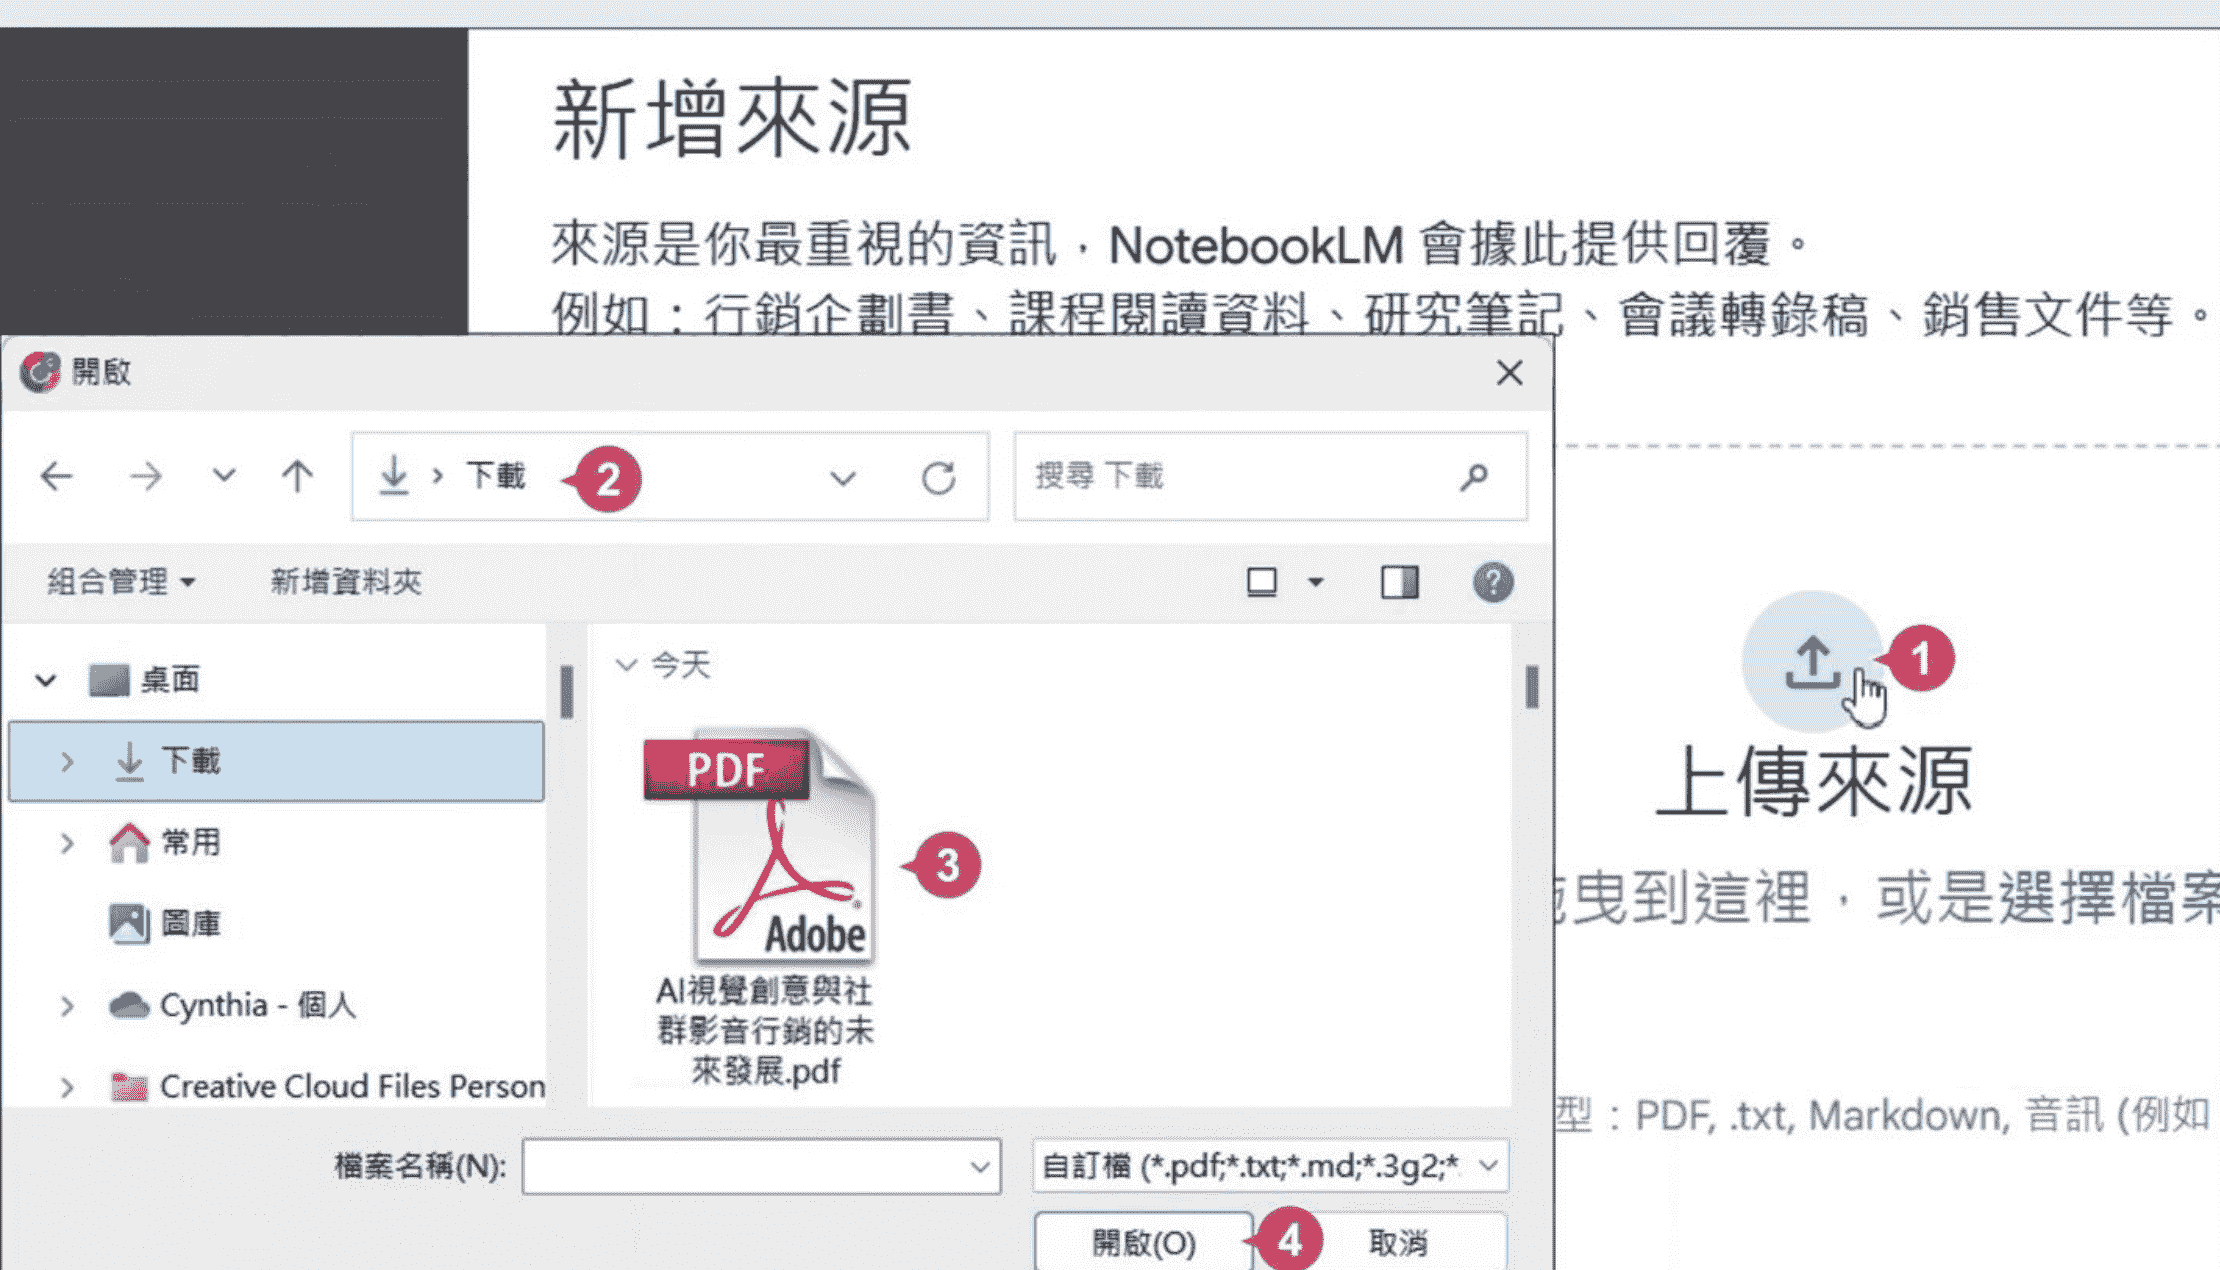 新增來源
來源是你最重視的資訊，NotebookLM 會據此提供回覆。
例如：行銷企劃書、課程閱讀資料、研究筆記、會議轉錄稿、銷售文件等。
開啟
下載
2
搜尋 下載
組合管理
新增資料夾
桌面
下載
常用
圖庫
Cynthia - 個人
Creative Cloud Files Person
今天
PDF
Adobe
3
AI視覺創意與社
群影音行銷的未
來發展.pdf
1
上傳來源
曳到這裡，或是選擇檔案
型：PDF, .txt, Markdown, 音訊 (例如
檔案名稱(N):
自訂檔 (*.pdf;*.txt;*.md;*.3g2;*
開啟(O)
4
取消